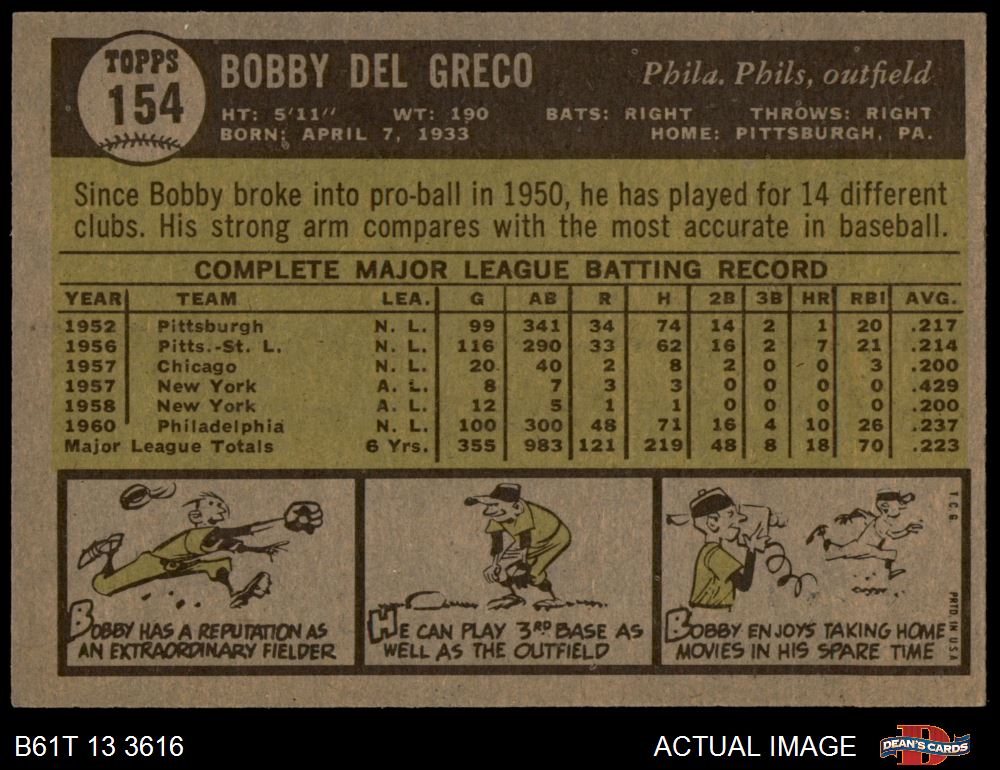 TOPPS
154
BOBBY DEL GRECO
Phila. Phils, outfield
HT: 5'11" WT: 190 BATS: RIGHT THROWS: RIGHT
BORN: APRIL 7, 1933 HOME: PITTSBURGH, PA.
Since Bobby broke into pro-ball in 1950, he has played for 14 different
clubs. His strong arm compares with the most accurate in baseball.
COMPLETE MAJOR LEAGUE BATTING RECORD
YEAR TEAM LEA. G AB R H 2B 3B HR RBI AVG.
1952 Pittsburgh N. L. 99 341 34 74 14 2 1 20 .217
1956 Pitts.-St. L. N. L. 116 290 33 62 16 2 7 21 .214
1957 Chicago N. L. 20 40 2 8 2 0 0 3 .200
1957 New York A. L. 8 7 3 3 0 0 0 0 .429
1958 New York A. L. 12 5 1 1 0 0 0 0 .200
1960 Philadelphia N. L. 100 300 48 71 16 4 10 26 .237
Major League Totals 6 Yrs. 355 983 121 219 48 8 18 70 .223
BOBBY HAS A REPUTATION AS
AN EXTRAORDINARY FIELDER
HE CAN PLAY 3RD BASE AS
WELL AS THE OUTFIELD
BOBBY ENJOYS TAKING HOME
MOVIES IN HIS SPARE TIME
T.C.G. PRTD IN U.S.A.
B61T 13 3616
ACTUAL IMAGE
D
DEAN'S CARDS